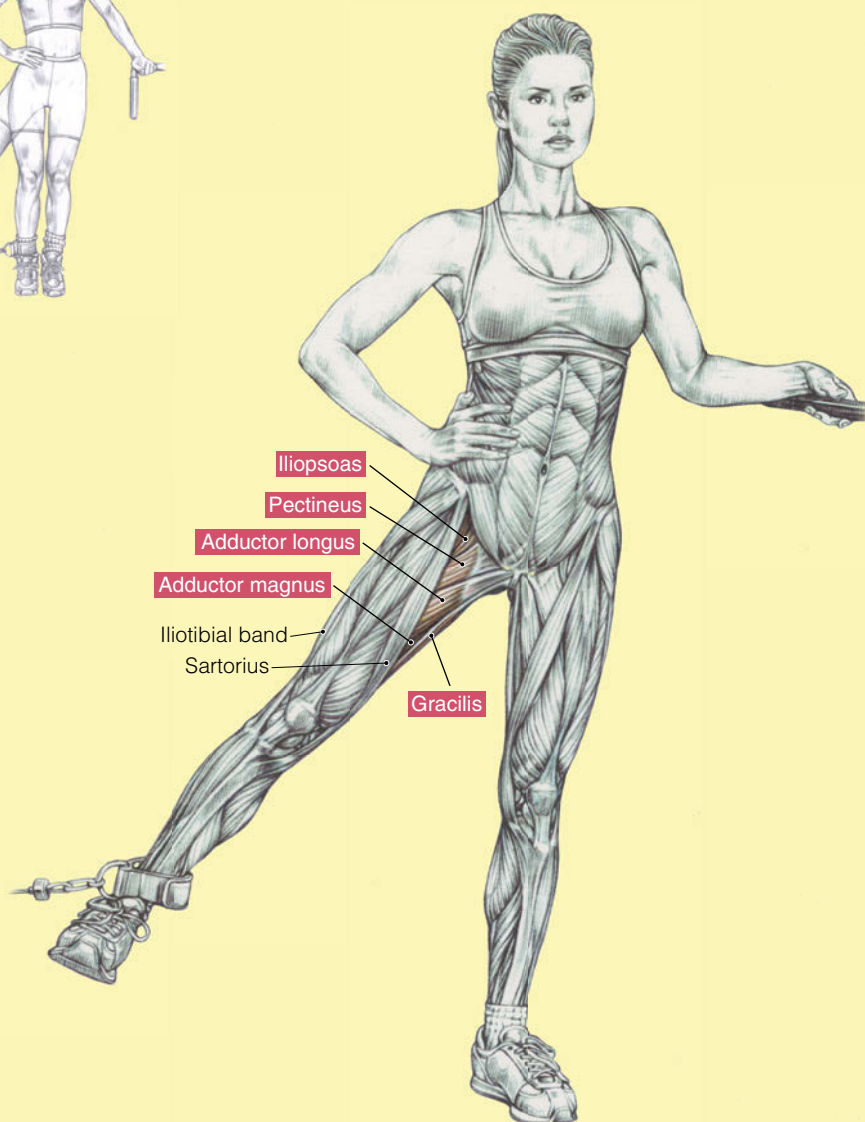 Iliopsoas
Pectineus
Adductor longus
Adductor magnus
Iliotibial band
Sartorius
Gracilis